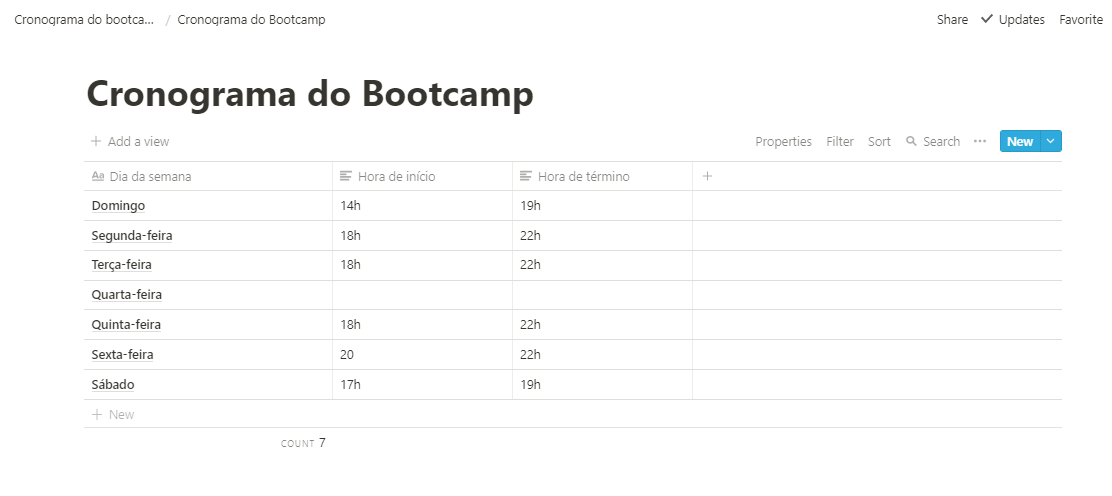 Cronograma do bootca... / Cronograma do Bootcamp Share Updates Favorite
Cronograma do Bootcamp
Add a view Properties Filter Sort Search ••• New
Aa Dia da semana Hora de início Hora de término +
Domingo 14h 19h
Segunda-feira 18h 22h
Terça-feira 18h 22h
Quarta-feira
Quinta-feira 18h 22h
Sexta-feira 20 22h
Sábado 17h 19h
+ New
COUNT 7